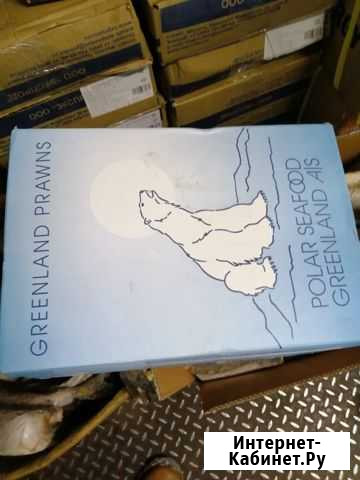 GREENLAND PRAWNS
POLAR SEAFOOD
GREENLAND A/S
Интернет-
Кабинет.Ру